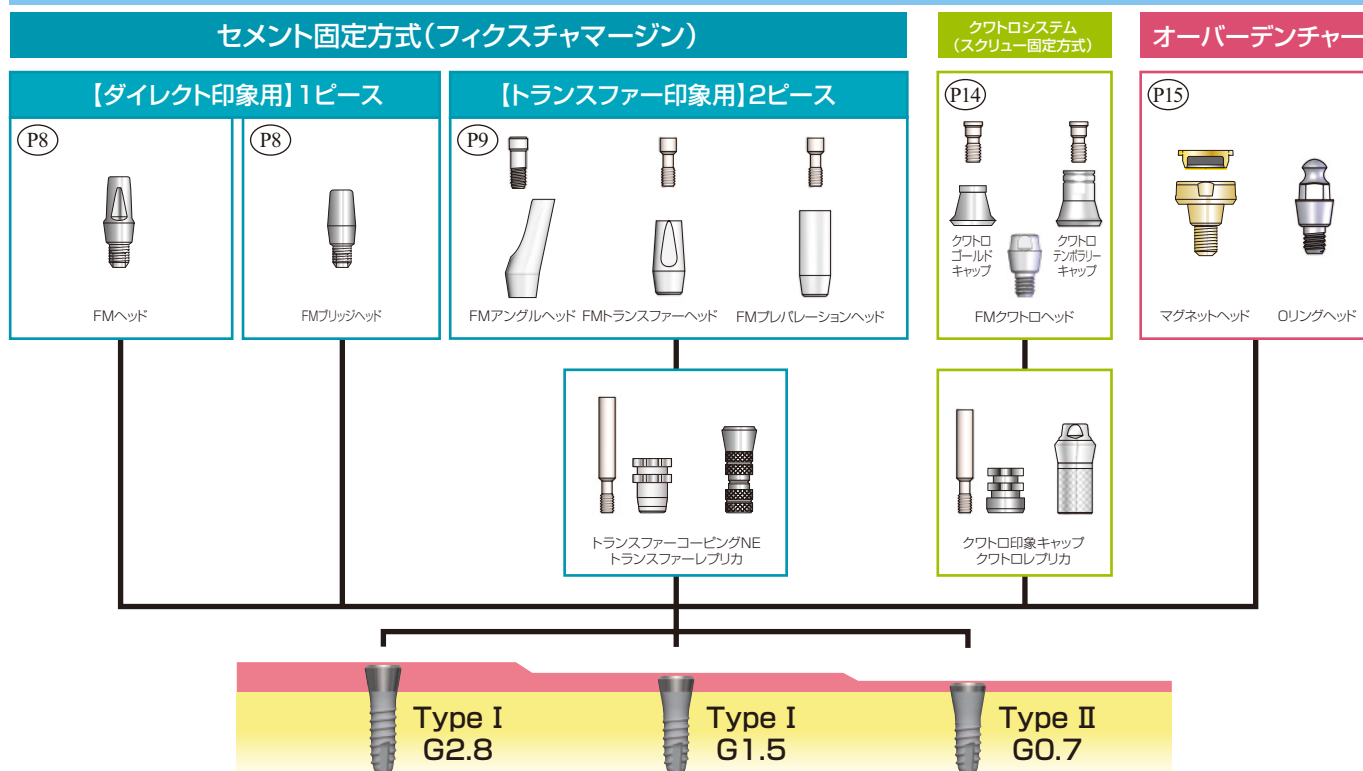 セメント固定方式（フィクスチャマージン）
クワトロシステム
（スクリュー固定方式）
オーバーデンチャー
【ダイレクト印象用】1ピース
【トランスファー印象用】2ピース
P8
P8
P9
P14
P15
クワトロ
ゴールド
キャップ
クワトロ
テンポラリー
キャップ
FMヘッド
FMブリッジヘッド
FMアングルヘッド
FMトランスファーヘッド
FMプレパレーションヘッド
FMクワトロヘッド
マグネットヘッド
Oリングヘッド
トランスファーコーピングNE
トランスファーレプリカ
クワトロ印象キャップ
クワトロレプリカ
Type I
G2.8
Type I
G1.5
Type II
G0.7